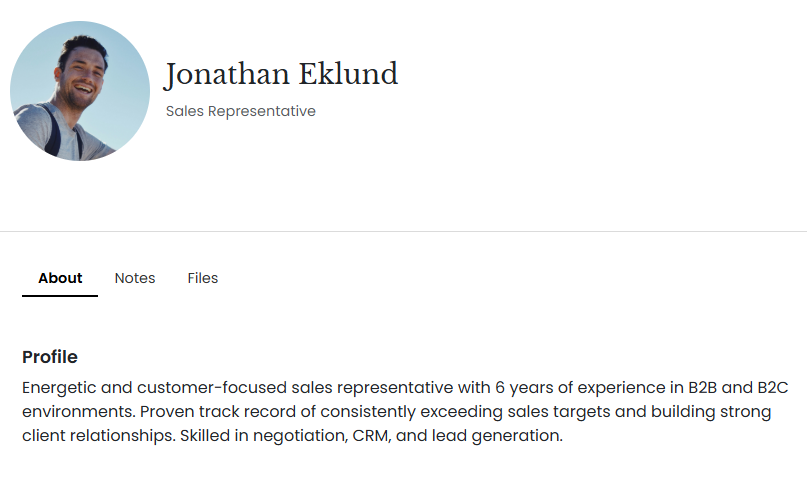 Jonathan Eklund
Sales Representative
About Notes Files
Profile
Energetic and customer-focused sales representative with 6 years of experience in B2B and B2C
environments. Proven track record of consistently exceeding sales targets and building strong
client relationships. Skilled in negotiation, CRM, and lead generation.